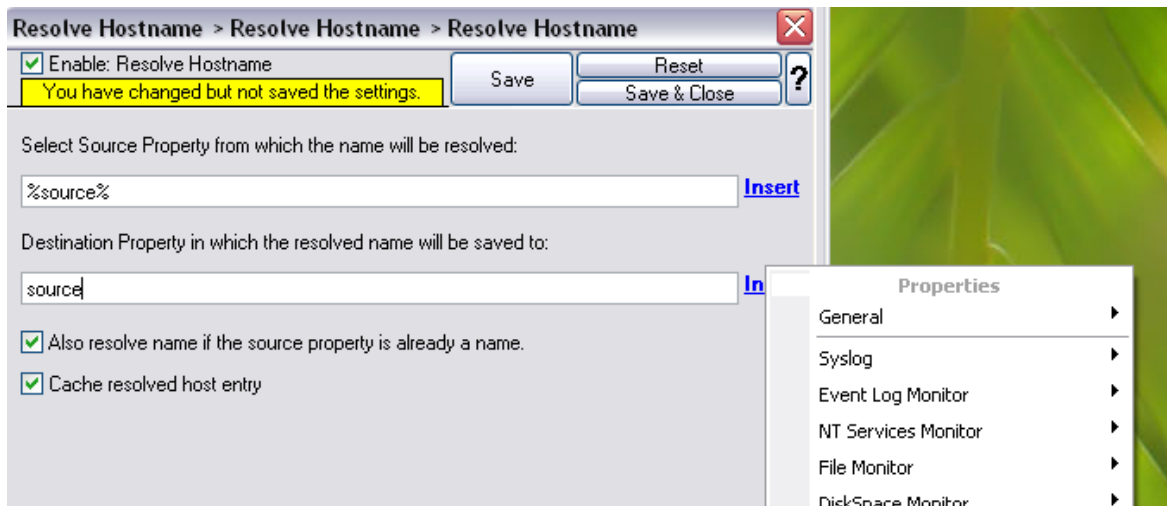 Resolve Hostname > Resolve Hostname > Resolve Hostname
Enable: Resolve Hostname
You have changed but not saved the settings.
Save
Reset
Save & Close
?
Select Source Property from which the name will be resolved:
%source%
Insert
Destination Property in which the resolved name will be saved to:
source
In
Properties
General
Syslog
Event Log Monitor
NT Services Monitor
File Monitor
DiskSpace Monitor
Also resolve name if the source property is already a name.
Cache resolved host entry